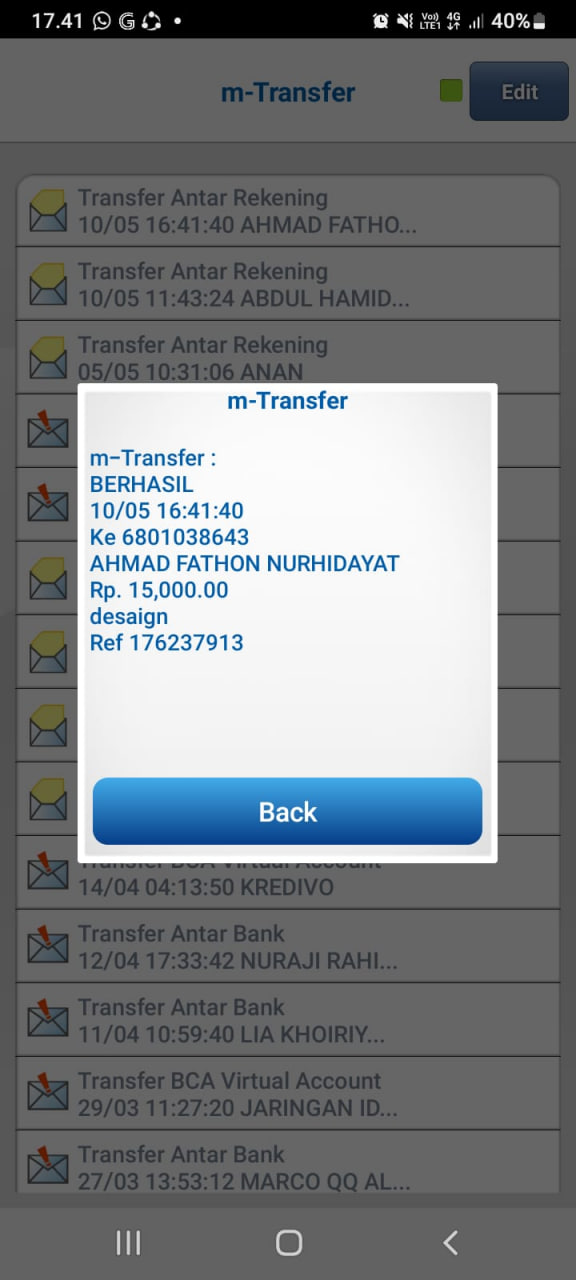 17.41
Vo)) 4G
LTE1
40%
m-Transfer
Edit
Transfer Antar Rekening
10/05 16:41:40 AHMAD FATHO...
Transfer Antar Rekening
10/05 11:43:24 ABDUL HAMID...
Transfer Antar Rekening
05/05 10:31:06 ANAN
m-Transfer
m-Transfer :
BERHASIL
10/05 16:41:40
Ke 6801038643
AHMAD FATHON NURHIDAYAT
Rp. 15,000.00
desaign
Ref 176237913
Back
Transfer BCA Virtual Account
14/04 04:13:50 KREDIVO
Transfer Antar Bank
12/04 17:33:42 NURAJI RAHI...
Transfer Antar Bank
11/04 10:59:40 LIA KHOIRIY...
Transfer BCA Virtual Account
29/03 11:27:20 JARINGAN ID...
Transfer Antar Bank
27/03 13:53:12 MARCO QQ AL...